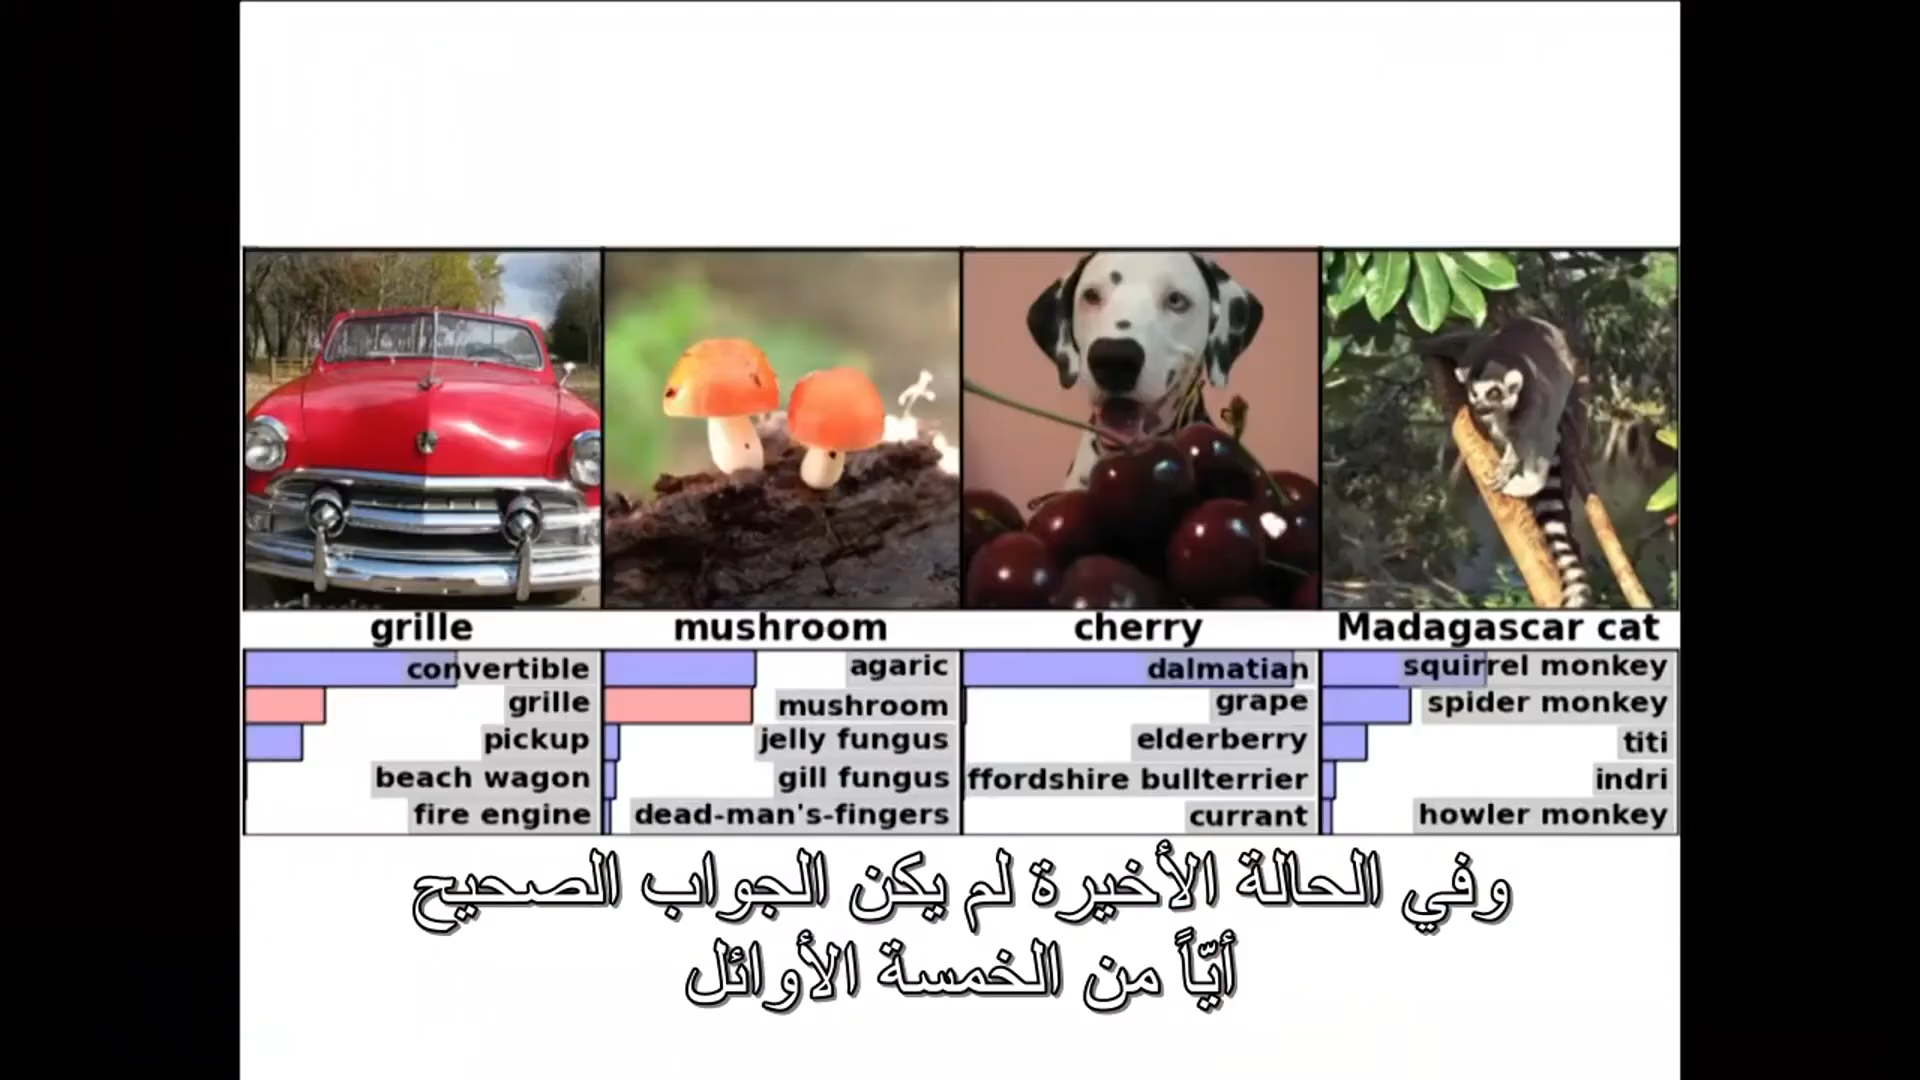 grille
mushroom
cherry
Madagascar cat
convertible
grille
pickup
beach wagon
fire engine
agaric
mushroom
jelly fungus
gill fungus
dead-man's-fingers
dalmatian
grape
elderberry
ffordshire bullterrier
currant
squirrel monkey
spider monkey
titi
indri
howler monkey
وفي الحالة الأخيرة لم يكن الجواب الصحيح
أيّاً من الخمسة الأوائل